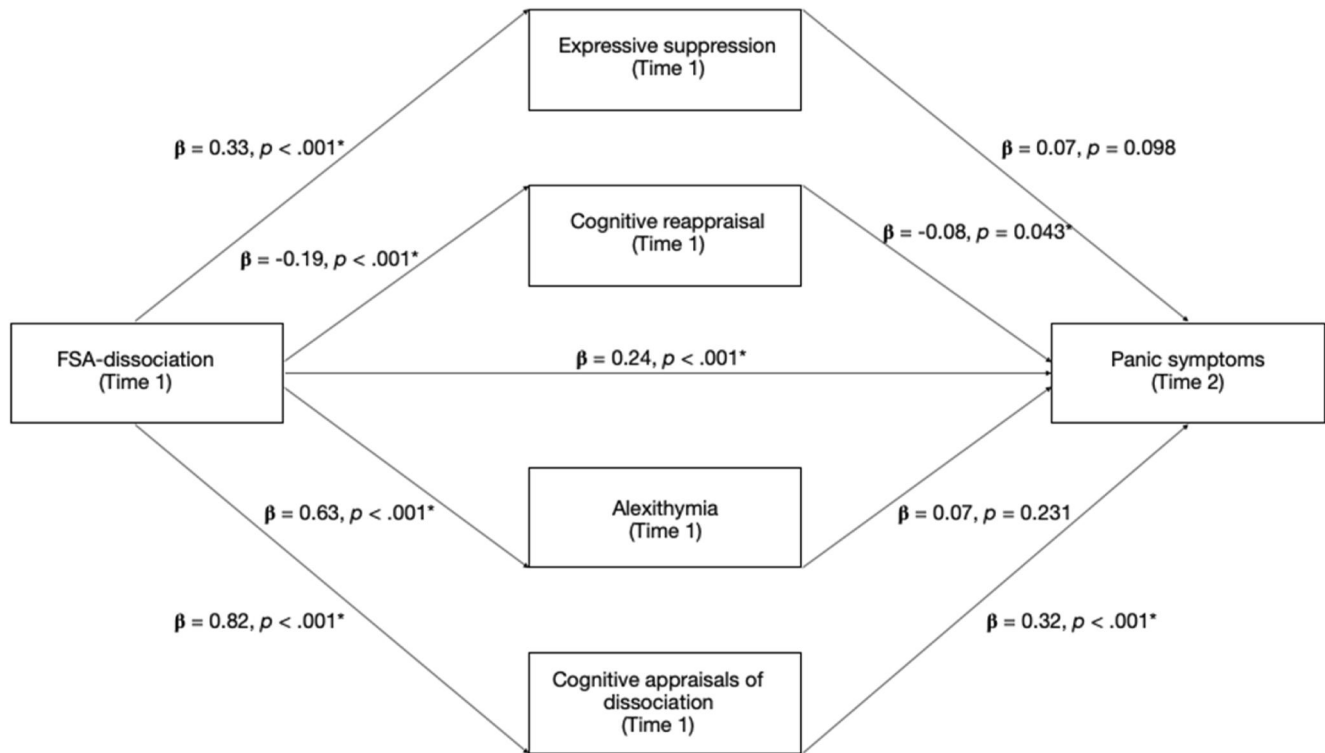 Expressive suppression
(Time 1)
β = 0.33, p < .001*
β = 0.07, p = 0.098
Cognitive reappraisal
(Time 1)
β = -0.19, p < .001*
β = -0.08, p = 0.043*
FSA-dissociation
(Time 1)
β = 0.24, p < .001*
Panic symptoms
(Time 2)
Alexithymia
(Time 1)
β = 0.63, p < .001*
β = 0.07, p = 0.231
β = 0.82, p < .001*
β = 0.32, p < .001*
Cognitive appraisals of
dissociation
(Time 1)